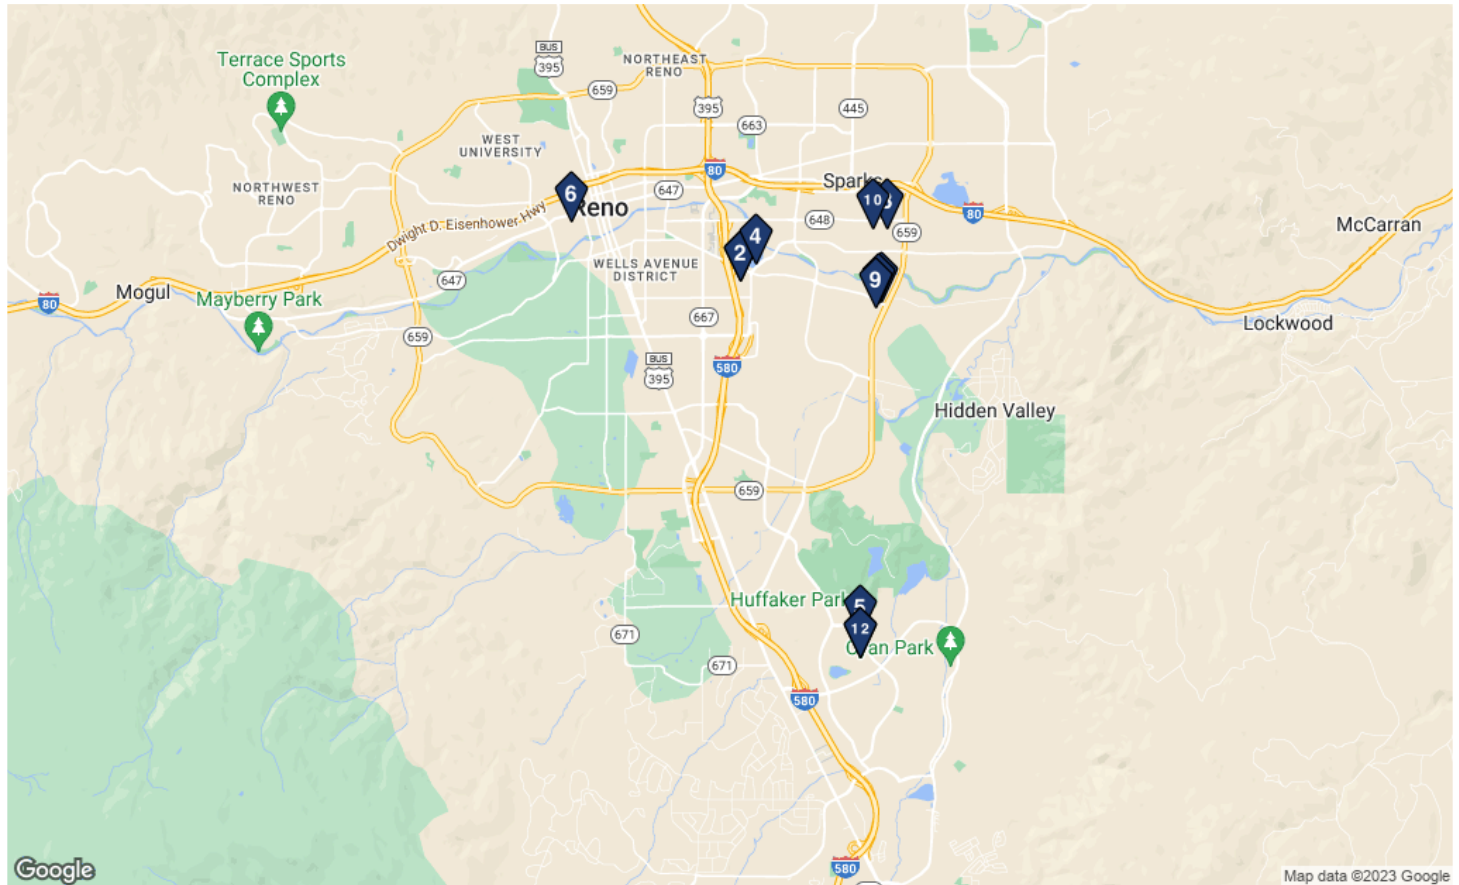 Terrace Sports
Complex
BUS
395
NORTHEAST
RENO
659
395
445
663
WEST
UNIVERSITY
80
NORTHWEST
RENO
6
Reno
647
Sparks
10
80
648
659
McCarran
Dwight D. Eisenhower Hwy
4
2
WELLS AVENUE
DISTRICT
9
647
Mogul
80
Mayberry Park
667
Lockwood
659
BUS
395
580
Hidden Valley
659
Huffaker Park
5
12
671
Park
671
580
580
Google
Map data ©2023 Google